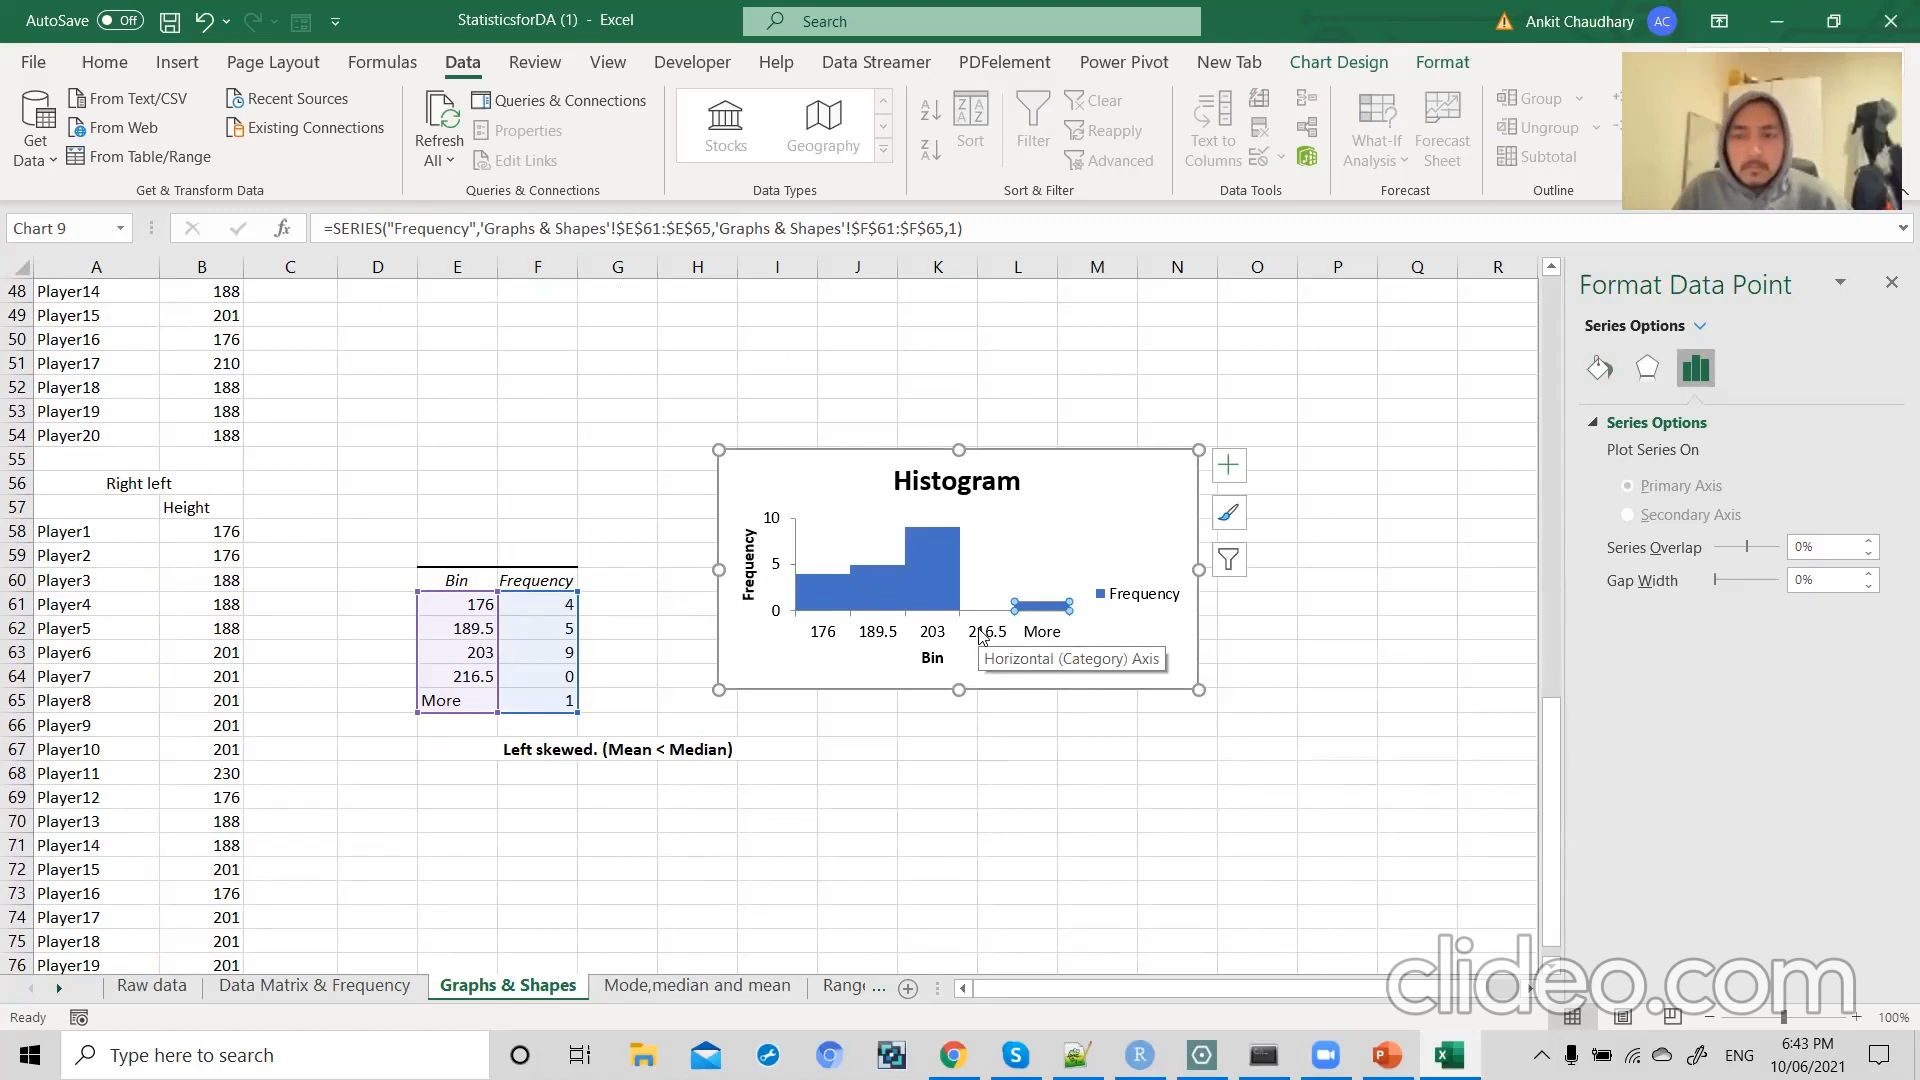 AutoSave Off StatisticsforDA (1) - Excel Search Ankit Chaudhary AC
File Home Insert Page Layout Formulas Data Review View Developer Help Data Streamer PDFelement Power Pivot New Tab Chart Design Format
Get Data
From Text/CSV
From Web
From Table/Range
Recent Sources
Existing Connections
Get & Transform Data
Refresh All
Queries & Connections
Properties
Edit Links
Queries & Connections
Stocks Geography
Data Types
Sort
Filter
Clear
Reapply
Advanced
Sort & Filter
Text to Columns
Data Tools
What-If Analysis
Forecast Sheet
Forecast
Group
Ungroup
Subtotal
Outline
Chart 9 fx =SERIES("Frequency",'Graphs & Shapes'!$E$61:$E$65,'Graphs & Shapes'!$F$61:$F$65,1)
A B C D E F G H I J K L M N O P Q R
48 Player14 188
49 Player15 201
50 Player16 176
51 Player17 210
52 Player18 188
53 Player19 188
54 Player20 188
55
56 Right left
57 Height
58 Player1 176
59 Player2 176
60 Player3 188 Bin Frequency
61 Player4 188 176 4
62 Player5 188 189.5 5
63 Player6 201 203 9
64 Player7 201 216.5 0
65 Player8 201 More 1
66 Player9 201
67 Player10 201 Left skewed. (Mean < Median)
68 Player11 230
69 Player12 176
70 Player13 188
71 Player14 188
72 Player15 201
73 Player16 176
74 Player17 201
75 Player18 201
76 Player19 201
Histogram
Frequency
10
5
0
176 189.5 203 216.5 More
Bin
Frequency
Horizontal (Category) Axis
Format Data Point
Series Options
Series Options
Plot Series On
Primary Axis
Secondary Axis
Series Overlap 0%
Gap Width 0%
Raw data Data Matrix & Frequency Graphs & Shapes Mode,median and mean Range ...
clideo.com
Ready 100%
Type here to search
ENG
6:43 PM
10/06/2021